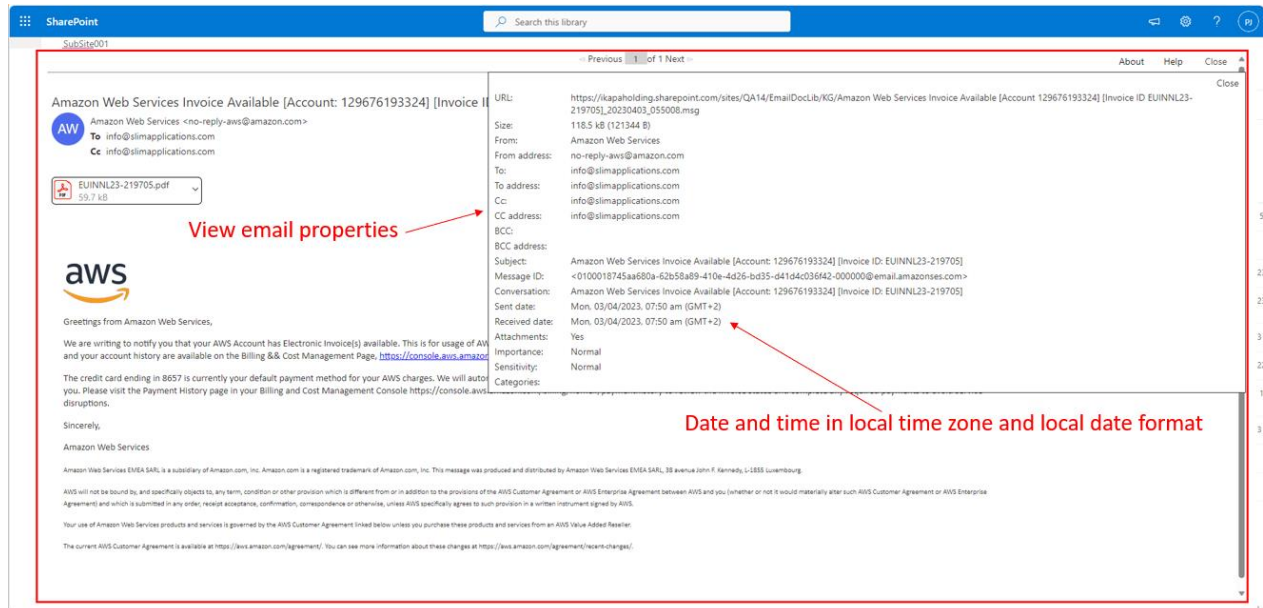 SharePoint
Search this library
PJ
SubSite001
Previous 1 of 1 Next
About Help Close
Close
Amazon Web Services Invoice Available [Account: 129676193324] [Invoice
AW
Amazon Web Services <no-reply-aws@amazon.com>
To info@slimapplications.com
Cc info@slimapplications.com
PDF
EUINNL23-219705.pdf
59.7 kB
URL: https://ikapaholding.sharepoint.com/sites/QA14/EmailDocLib/KG/Amazon Web Services Invoice Available [Account 129676193324] [Invoice ID EUINNL23-
219705]_20230403_055008.msg
Size: 118.5 kB (121344 B)
From: Amazon Web Services
From address: no-reply-aws@amazon.com
To: info@slimapplications.com
To address: info@slimapplications.com
Cc: info@slimapplications.com
CC address: info@slimapplications.com
BCC:
BCC address:
Subject: Amazon Web Services Invoice Available [Account: 129676193324] [Invoice ID: EUINNL23-219705]
Message ID: <0100018745aa680a-62b58a89-410e-4d26-bd35-d41d4c036f42-000000@email.amazonses.com>
Conversation: Amazon Web Services Invoice Available [Account: 129676193324] [Invoice ID: EUINNL23-219705]
Sent date: Mon, 03/04/2023, 07:50 am (GMT+2)
Received date: Mon, 03/04/2023, 07:50 am (GMT+2)
Attachments: Yes
Importance: Normal
Sensitivity: Normal
Categories:
View email properties
Date and time in local time zone and local date format
aws
Greetings from Amazon Web Services,
We are writing to notify you that your AWS Account has Electronic Invoice(s) available. This is for usage of
and your account history are available on the Billing && Cost Management Page, https://console.aws.amazon
The credit card ending in 8657 is currently your default payment method for your AWS charges. We will
you. Please visit the Payment History page in your Billing and Cost Management Console
disruptions.
Sincerely,
Amazon Web Services
Amazon Web Services EMEA SARL is a subsidiary of Amazon.com, Inc. Amazon.com is a registered trademark of Amazon.com, Inc. This message was produced and distributed by Amazon Web Services EMEA SARL, 38 avenue John F. Kennedy, L-1855 Luxembourg.
AWS will not be bound by, and specifically objects to, any term, condition or other provision which is different from or in addition to the provisions of the AWS Customer Agreement or AWS Enterprise Agreement between AWS and you (whether or not it would materially alter such AWS Customer Agreement or AWS Enterprise
Agreement) and which is submitted in any order, receipt acceptance, confirmation, correspondence or otherwise, unless AWS specifically agrees to such provision in a written instrument signed by AWS.
Your use of Amazon Web Services products and services is governed by the AWS Customer Agreement linked below unless you purchase these products and services from an AWS Value Added Reseller.
The current AWS Customer Agreement is available at https://aws.amazon.com/agreement/. You can see more information about these changes at https://aws.amazon.com/agreement/recent-changes/.